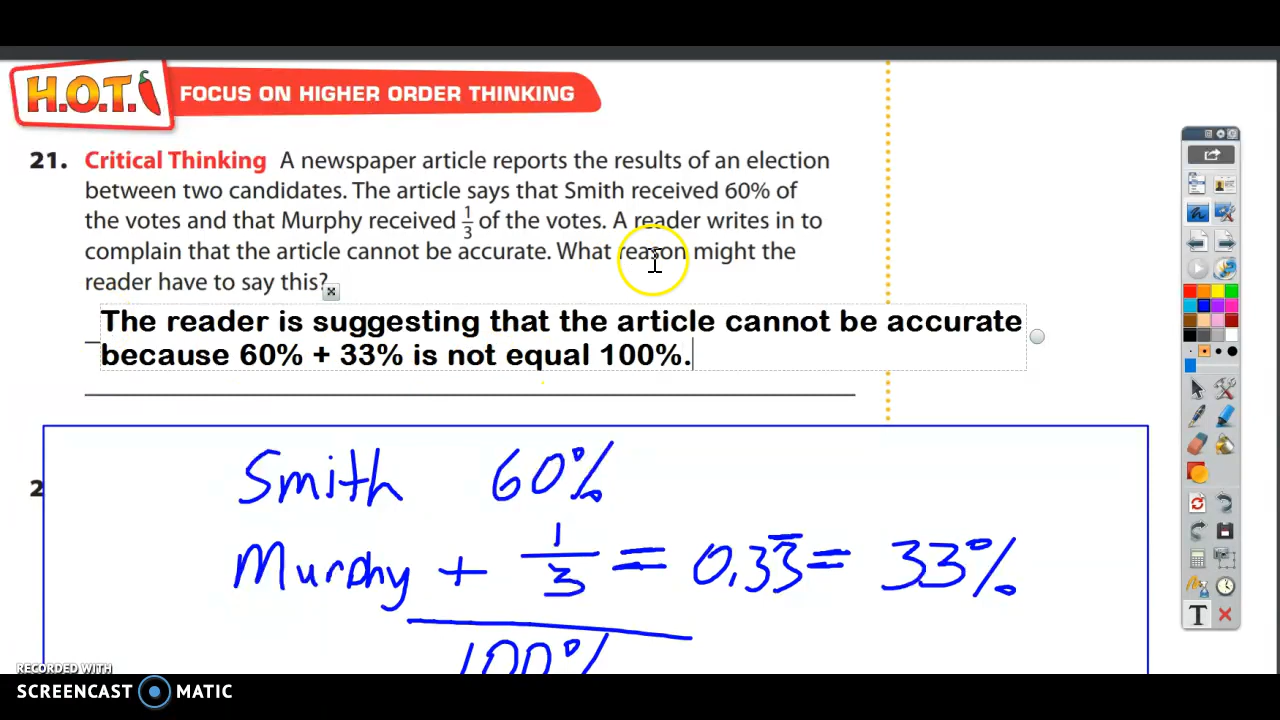 H.O.T. FOCUS ON HIGHER ORDER THINKING
21. Critical Thinking A newspaper article reports the results of an election
between two candidates. The article says that Smith received 60% of
the votes and that Murphy received 1/3 of the votes. A reader writes in to
complain that the article cannot be accurate. What reason might the
reader have to say this?
The reader is suggesting that the article cannot be accurate
because 60% + 33% is not equal 100%.
2
Smith 60%
Murphy + 1/3 = 0.33̅ = 33%
100%
RECORDED WITH
SCREENCAST MATIC